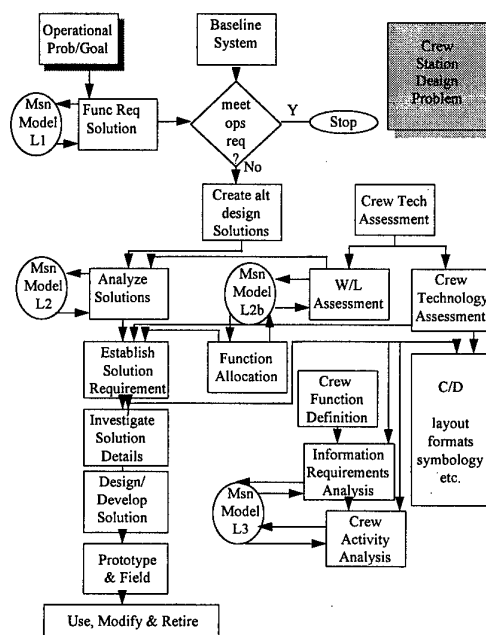 Operational
Prob/Goal
Baseline
System
Crew
Station
Design
Problem
Msn
Model
L1
Func Req
Solution
meet
ops
req
?
Y
Stop
No
Create alt
design
Solutions
Crew Tech
Assessment
Msn
Model
L2
Analyze
Solutions
Msn
Model
L2b
W/L
Assessment
Crew
Technology
Assessment
Establish
Solution
Requirement
Function
Allocation
C/D
layout
formats
symbology
etc.
Crew
Function
Definition
Investigate
Solution
Details
Information
Requirements
Analysis
Design/
Develop
Solution
Msn
Model
L3
Crew
Activity
Analysis
Prototype
& Field
Use, Modify & Retire